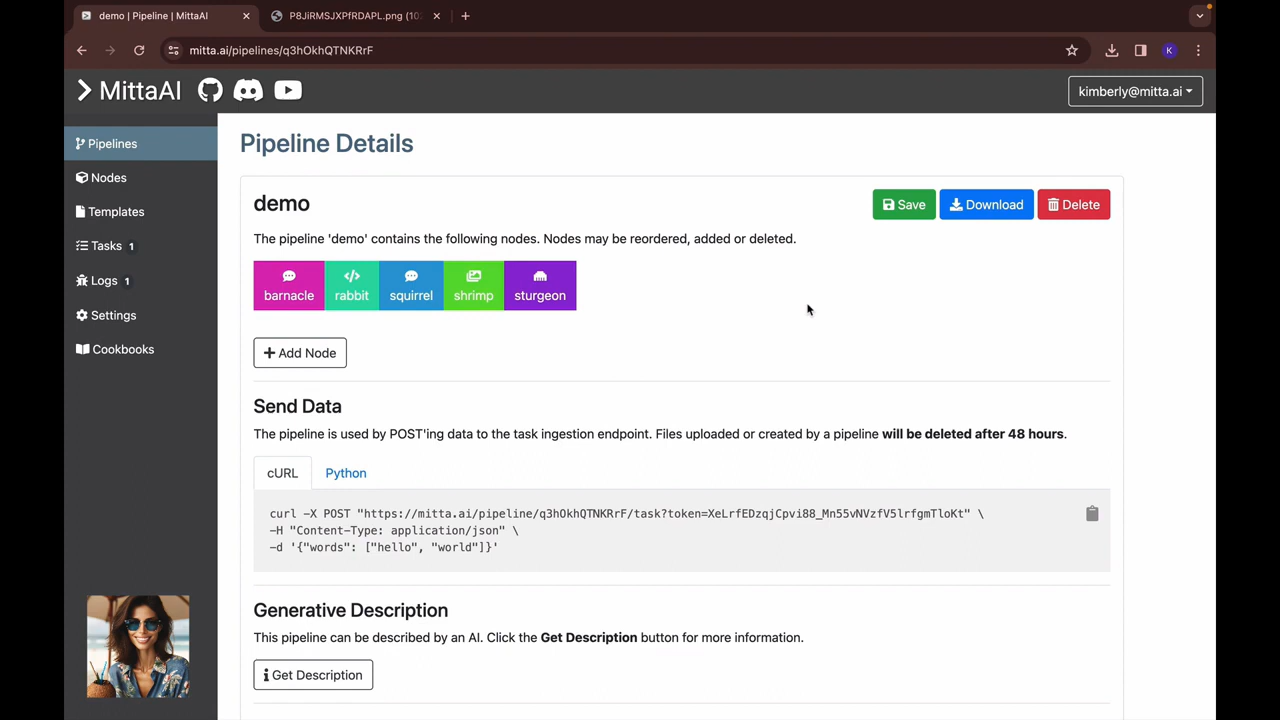 demo | Pipeline | MittaAI
P8JiRMSJXPfRDAPL.png (10
mitta.ai/pipelines/q3hOkhQTNKRrF
K
MittaAI
kimberly@mitta.ai
Pipelines
Nodes
Templates
Tasks 1
Logs 1
Settings
Cookbooks
Pipeline Details
demo
Save
Download
Delete
The pipeline 'demo' contains the following nodes. Nodes may be reordered, added or deleted.
barnacle
rabbit
squirrel
shrimp
sturgeon
+ Add Node
Send Data
The pipeline is used by POST'ing data to the task ingestion endpoint. Files uploaded or created by a pipeline will be deleted after 48 hours.
cURL
Python
curl -X POST "https://mitta.ai/pipeline/q3hOkhQTNKRrF/task?token=XeLrfEDzqjCpvi88_Mn55vNVzfV5lrfgmTloKt" \
-H "Content-Type: application/json" \
-d '{"words": ["hello", "world"]}'
Generative Description
This pipeline can be described by an AI. Click the Get Description button for more information.
Get Description